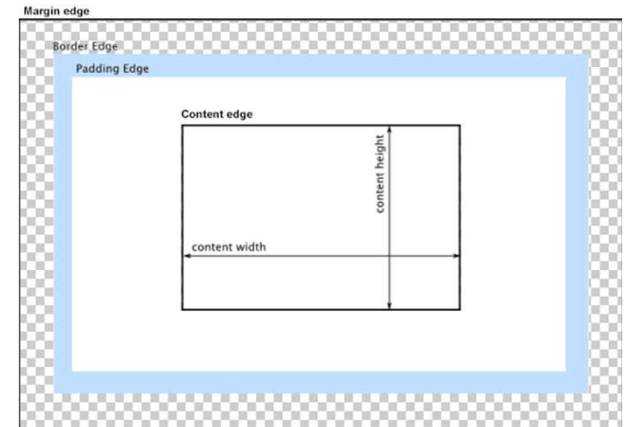 Margin edge
Border Edge
Padding Edge
Content edge
content height
content width